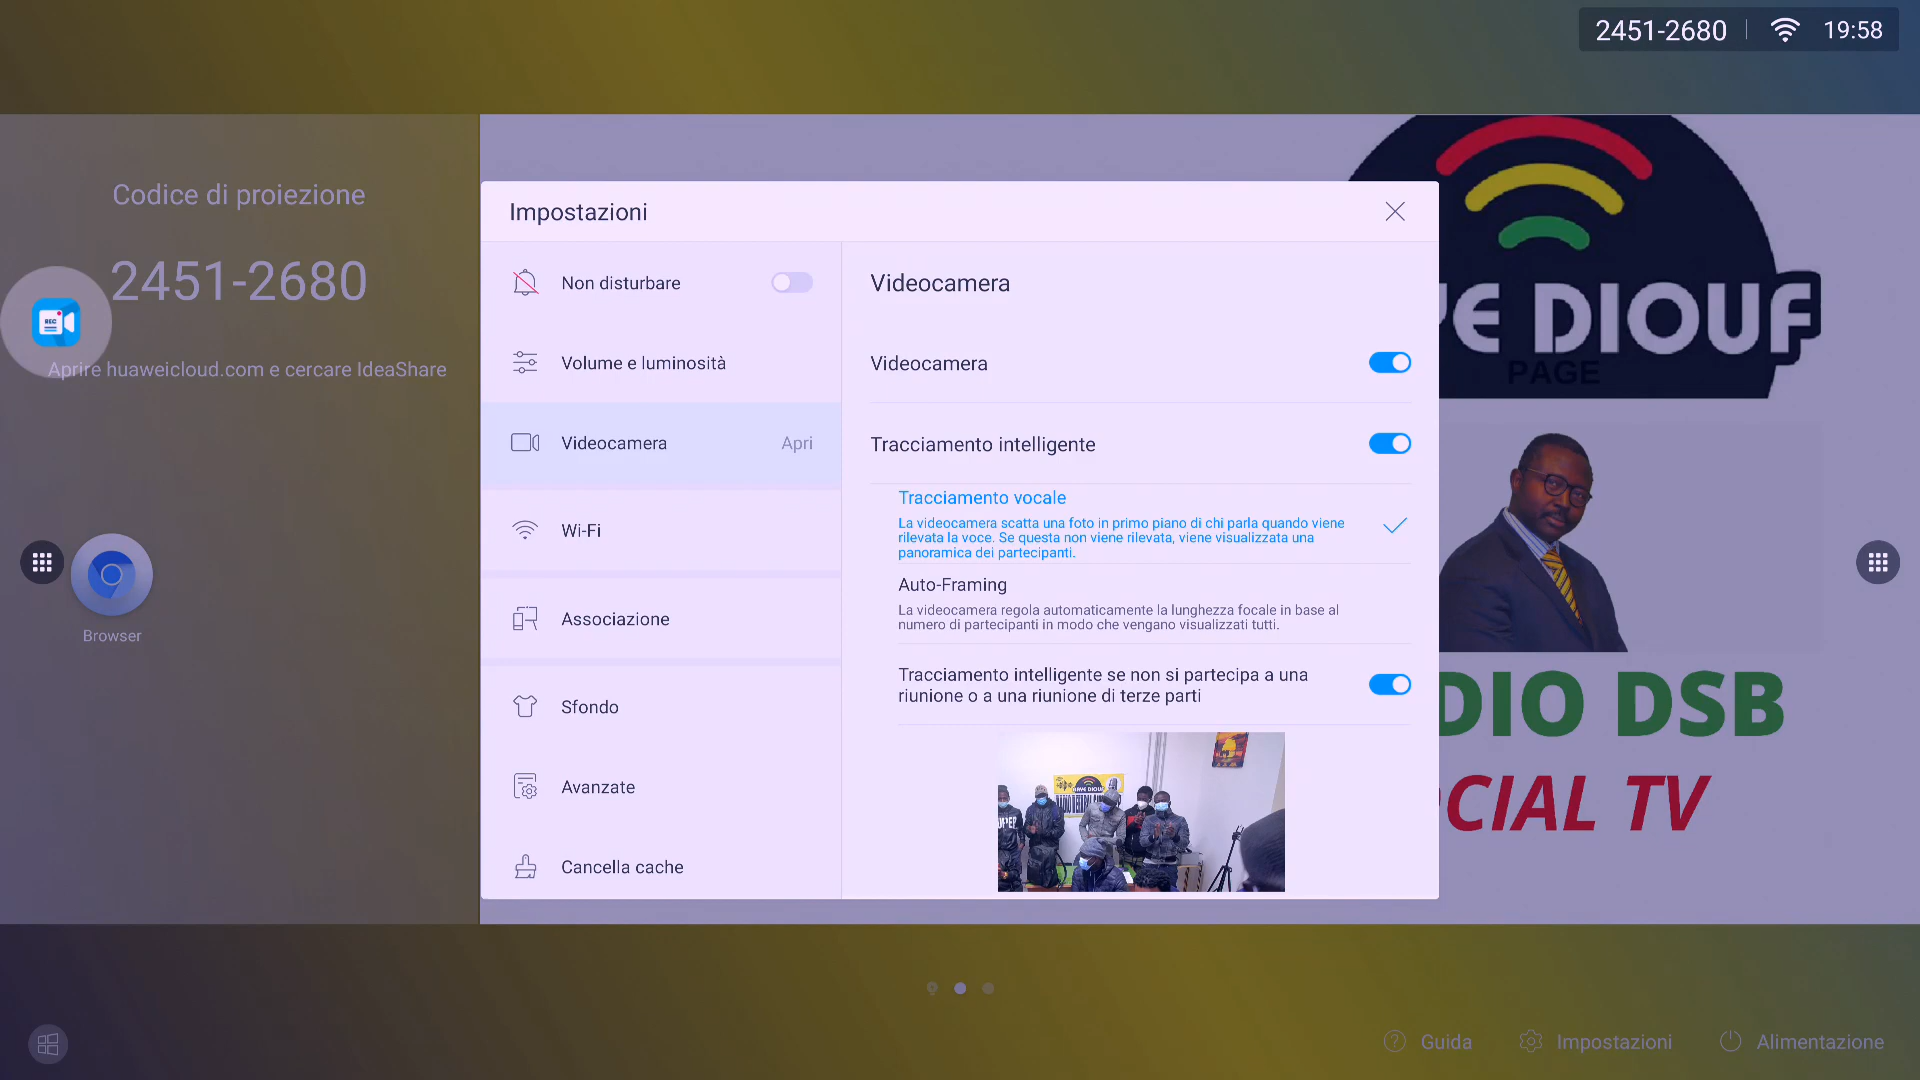 2451-2680
19:58
Codice di proiezione
2451-2680
Aprire huaweicloud.com e cercare IdeaShare
REC
Browser
Impostazioni
Non disturbare
Volume e luminosità
Videocamera
Apri
Wi-Fi
Associazione
Sfondo
Avanzate
Cancella cache
Videocamera
Videocamera
Tracciamento intelligente
Tracciamento vocale
La videocamera scatta una foto in primo piano di chi parla quando viene
rilevata la voce. Se questa non viene rilevata, viene visualizzata una
panoramica dei partecipanti.
Auto-Framing
La videocamera regola automaticamente la lunghezza focale in base al
numero di partecipanti in modo che vengano visualizzati tutti.
Tracciamento intelligente se non si partecipa a una
riunione o a una riunione di terze parti
VE DIOUF
PAGE
DIO DSB
CIAL TV
Guida
Impostazioni
Alimentazione